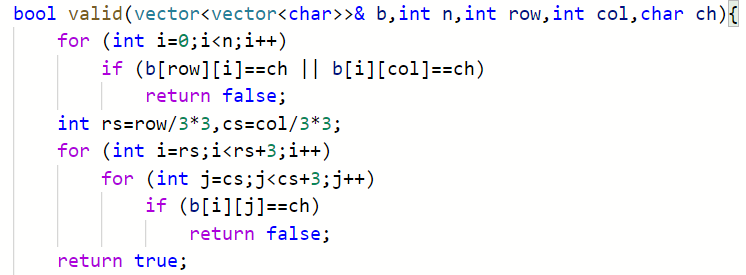 bool valid(vector<vector<char>>& b,int n,int row,int col,char ch){
    for (int i=0;i<n;i++)
        if (b[row][i]==ch || b[i][col]==ch)
            return false;
    int rs=row/3*3,cs=col/3*3;
    for (int i=rs;i<rs+3;i++)
        for (int j=cs;j<cs+3;j++)
            if (b[i][j]==ch)
                return false;
    return true;